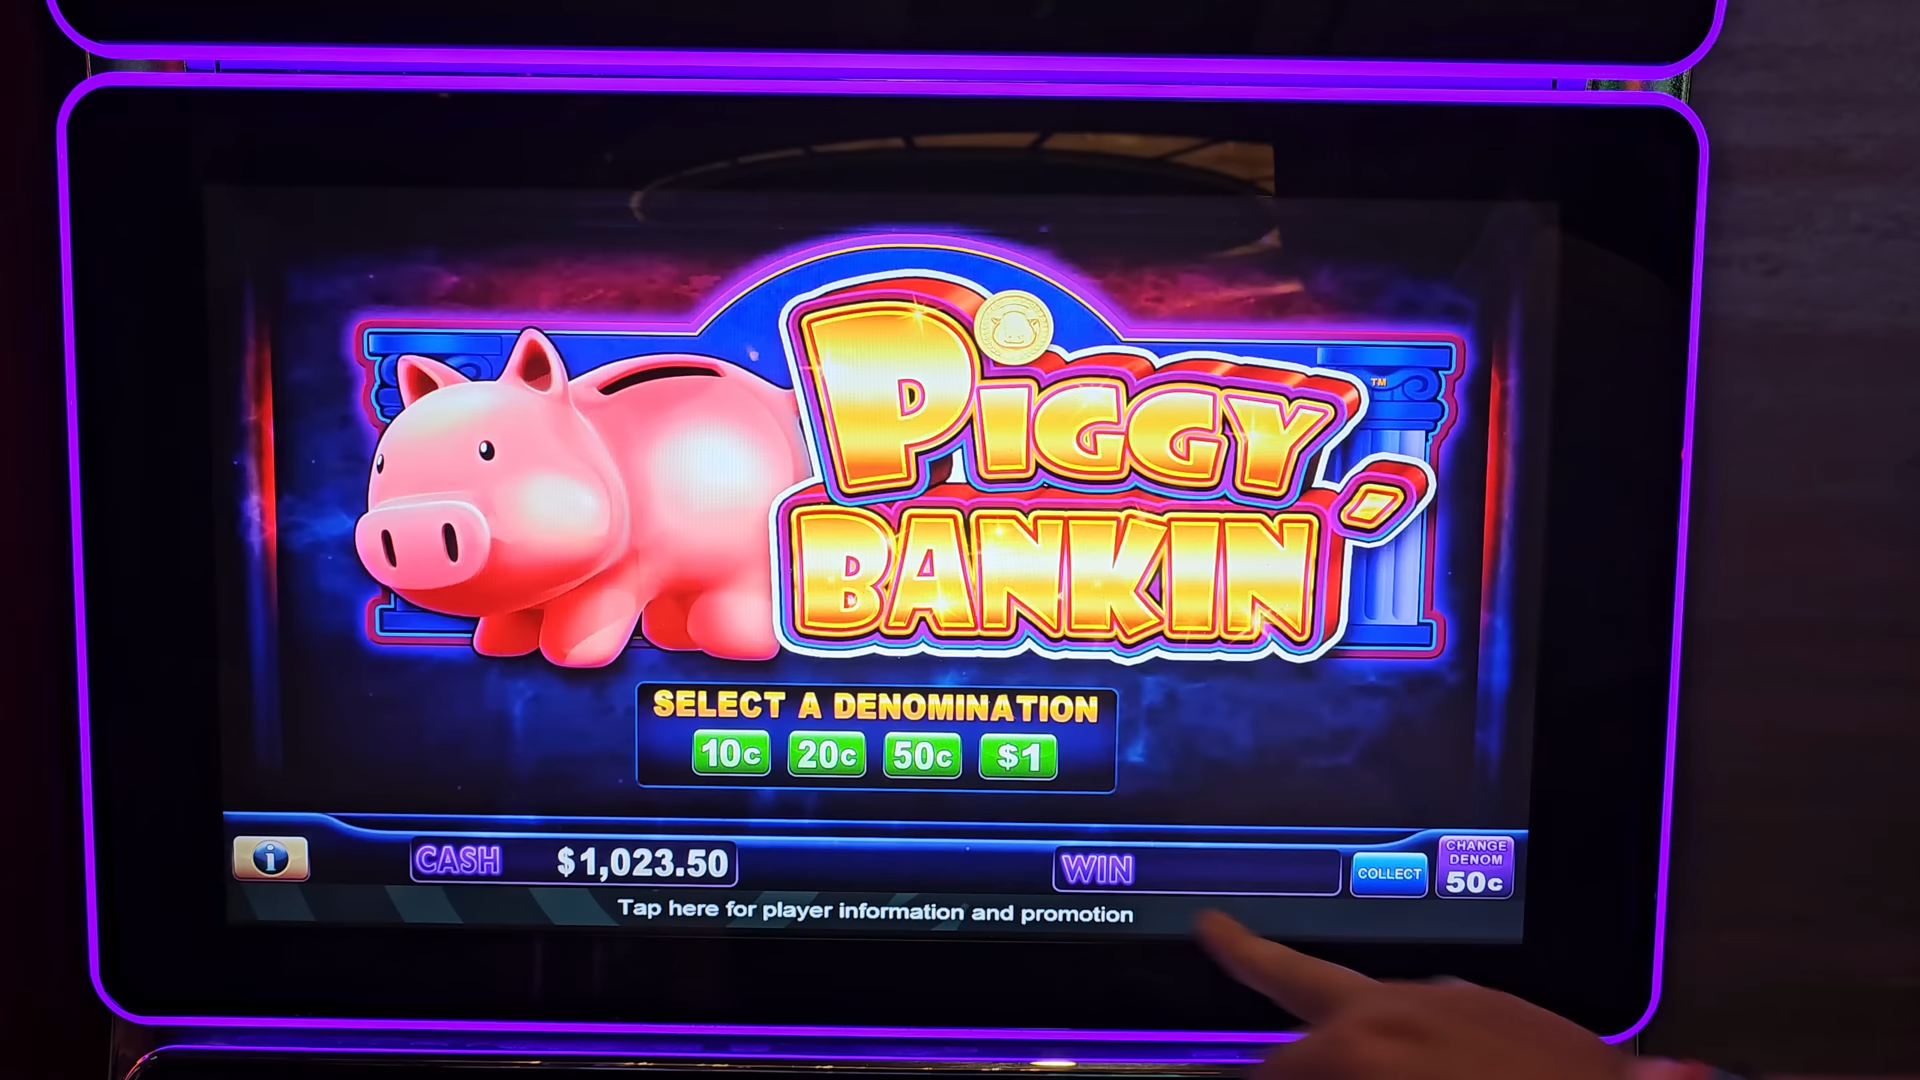 PIGGY
BANKIN'
TM
SELECT A DENOMINATION
10c 20c 50c $1
CASH $1,023.50 WIN COLLECT CHANGE DENOM 50c
Tap here for player information and promotion